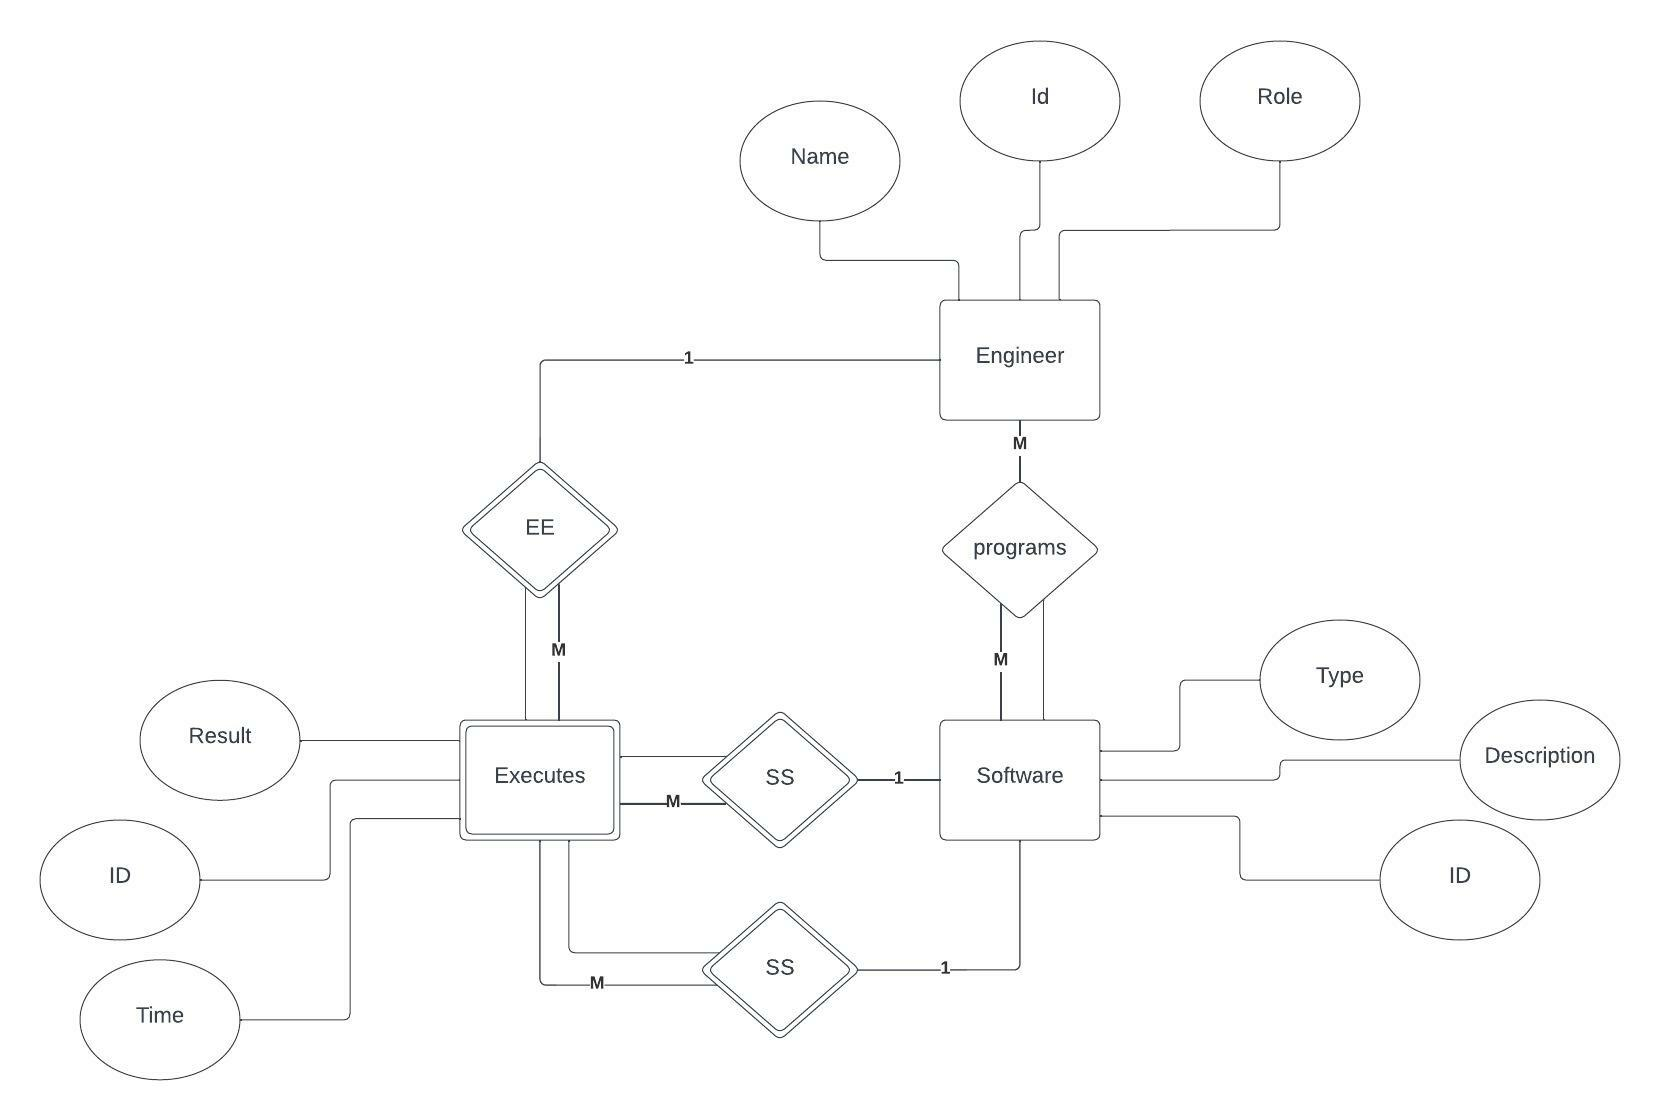 Id
Role
Name
Engineer
1
M
EE
programs
M
M
Type
Result
Description
Executes
SS
1
Software
M
ID
ID
SS
1
M
Time